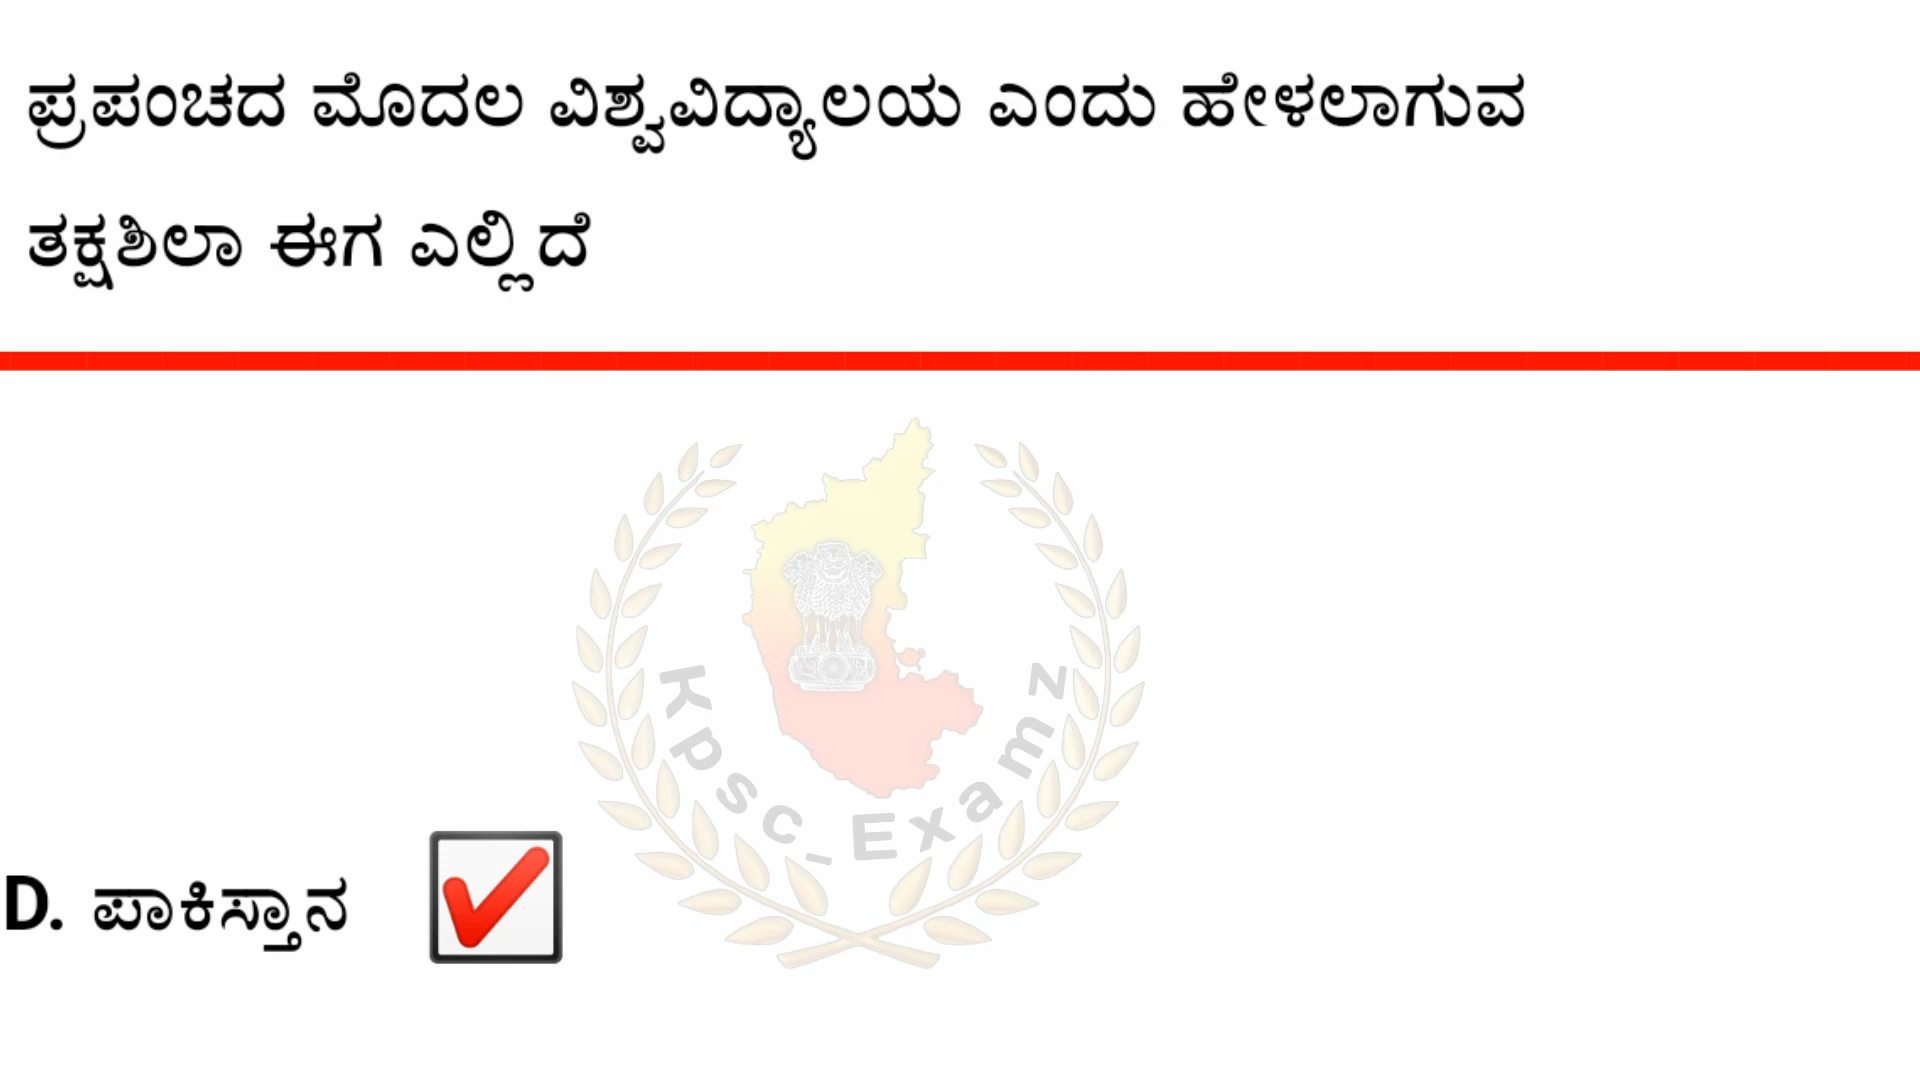 ಪ್ರಪಂಚದ ಮೊದಲ ವಿಶ್ವವಿದ್ಯಾಲಯ ಎಂದು ಹೇಳಲಾಗುವ
ತಕ್ಷಶಿಲಾ ಈಗ ಎಲ್ಲಿದೆ
Kpsc_Examz
D. ಪಾಕಿಸ್ತಾನ